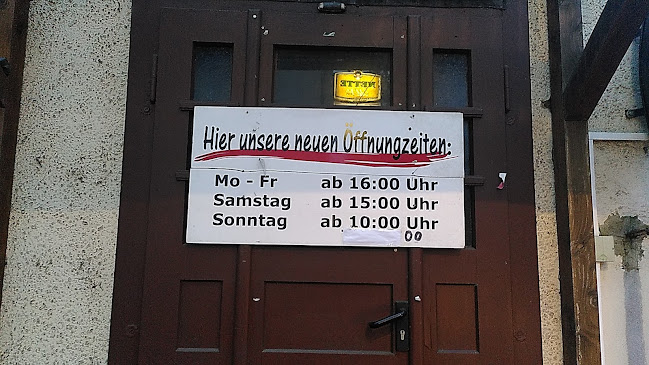 METTE
Hier unsere neuen Öffnungzeiten:
Mo - Fr ab 16:00 Uhr
Samstag ab 15:00 Uhr
Sonntag ab 10:00 Uhr
00